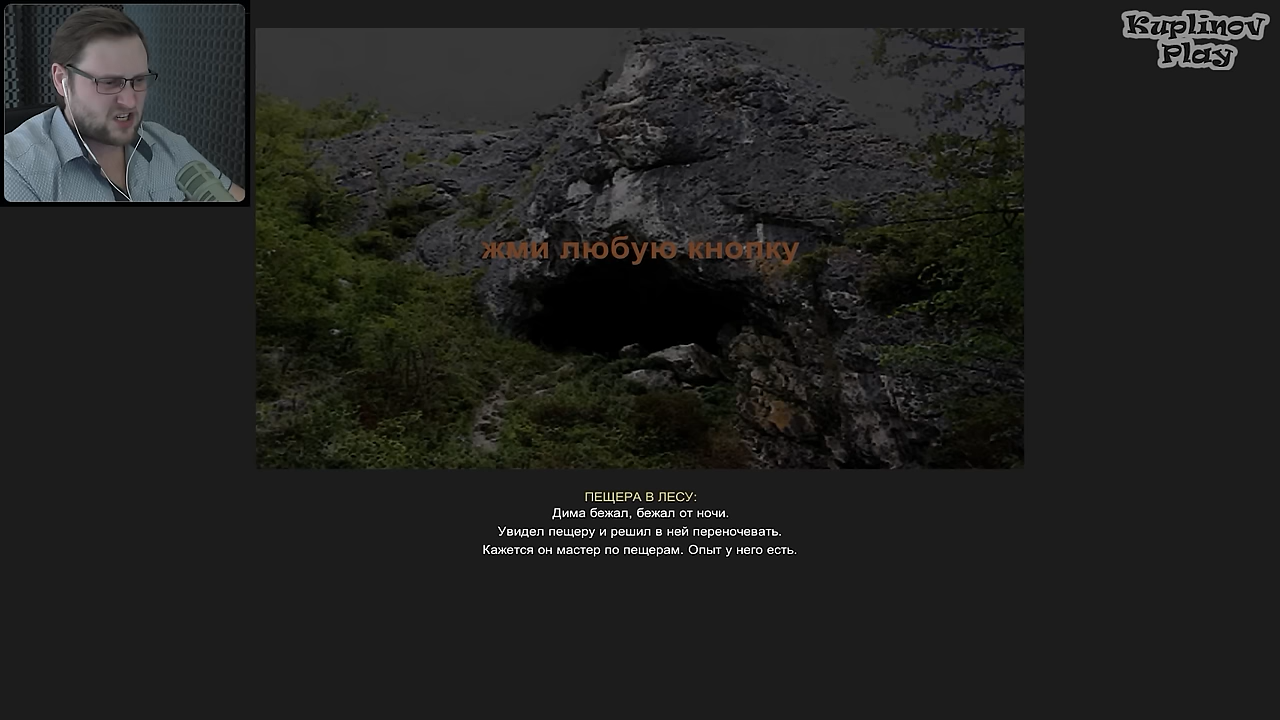 Kuplinov
Play
жми любую кнопку
ПЕЩЕРА В ЛЕСУ:
Дима бежал, бежал от ночи.
Увидел пещеру и решил в ней переночевать.
Кажется он мастер по пещерам. Опыт у него есть.